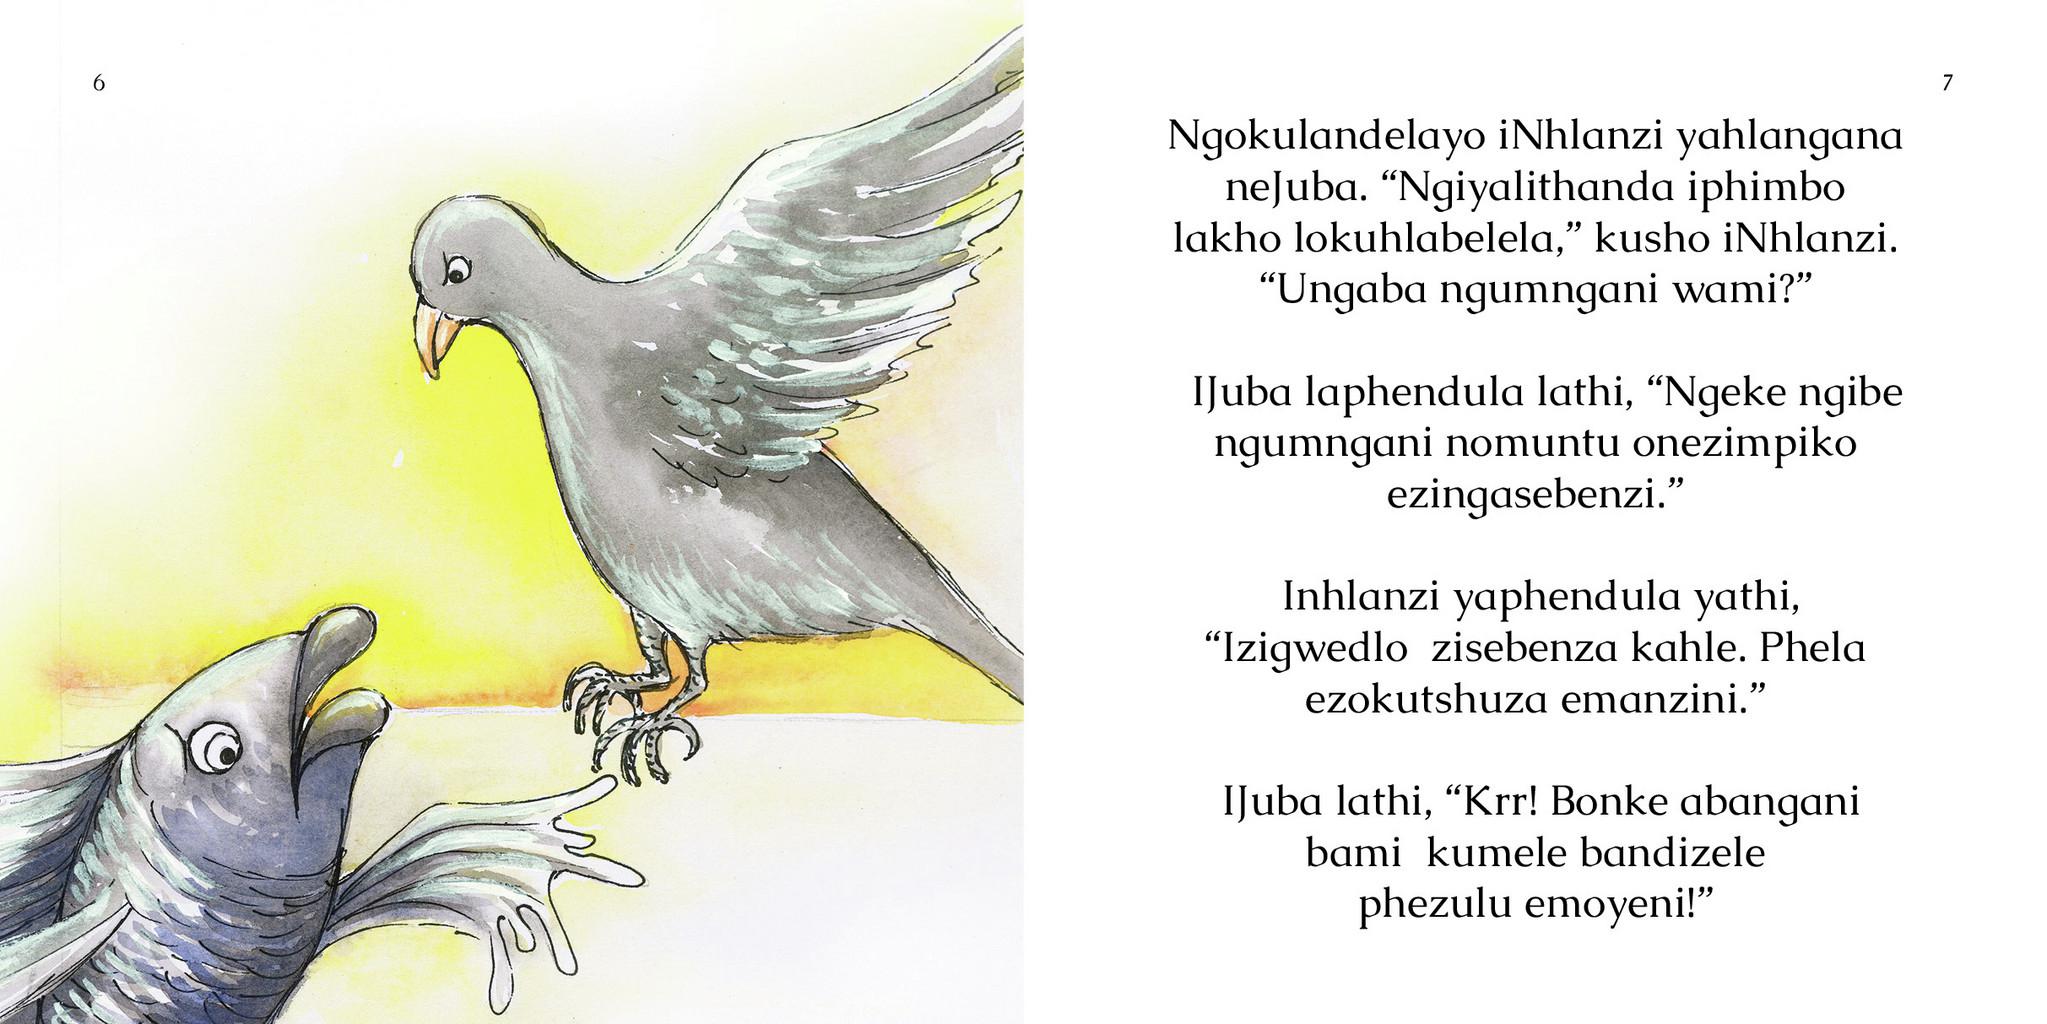 6
7
Ngokulandelayo iNhlanzi yahlangana
neJuba. “Ngiyalithanda iphimbo
lakho lokuhlabelela,” kusho iNhlanzi.
“Ungaba ngumngani wami?”
IJuba laphendula lathi, “Ngeke ngibe
ngumngani nomuntu onezimpiko
ezingasebenzi.”
Inhlanzi yaphendula yathi,
“Izigwedlo  zisebenza kahle. Phela
ezokutshuza emanzini.”
IJuba lathi, “Krr! Bonke abangani
bami  kumele bandizele
phezulu emoyeni!”